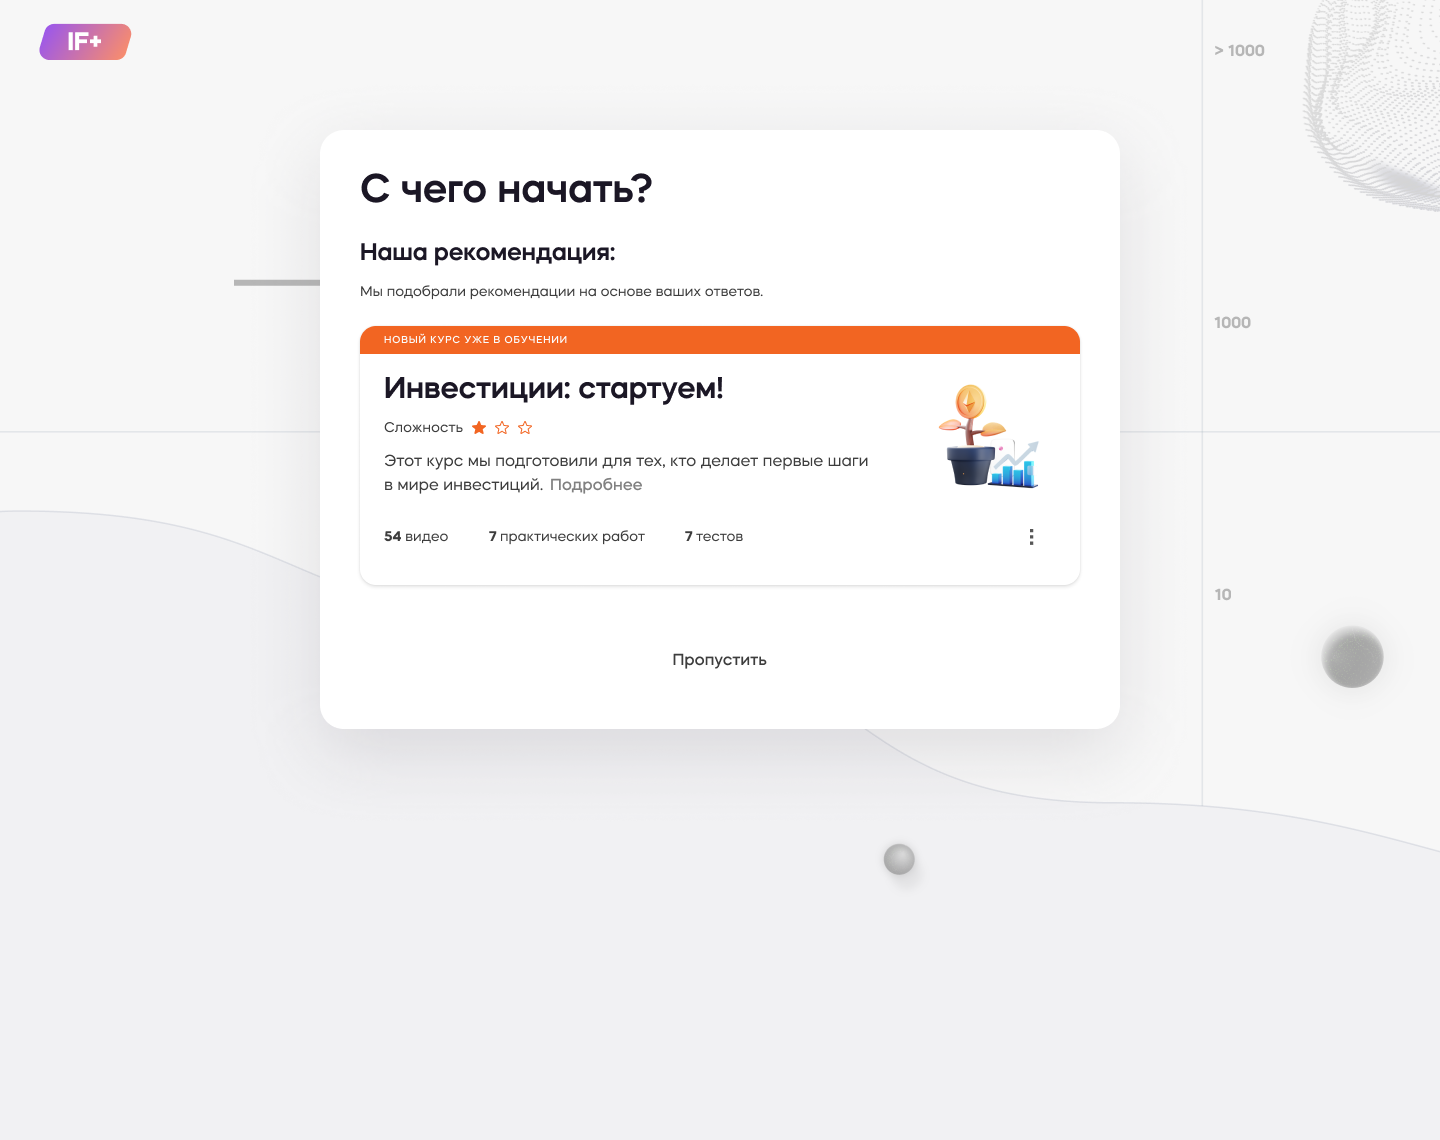 IF+
> 1000
С чего начать?
Наша рекомендация:
Мы подобрали рекомендации на основе ваших ответов.
1000
НОВЫЙ КУРС УЖЕ В ОБУЧЕНИИ
Инвестиции: стартуем!
Сложность
Этот курс мы подготовили для тех, кто делает первые шаги
в мире инвестиций. Подробнее
54 видео 7 практических работ 7 тестов
10
Пропустить